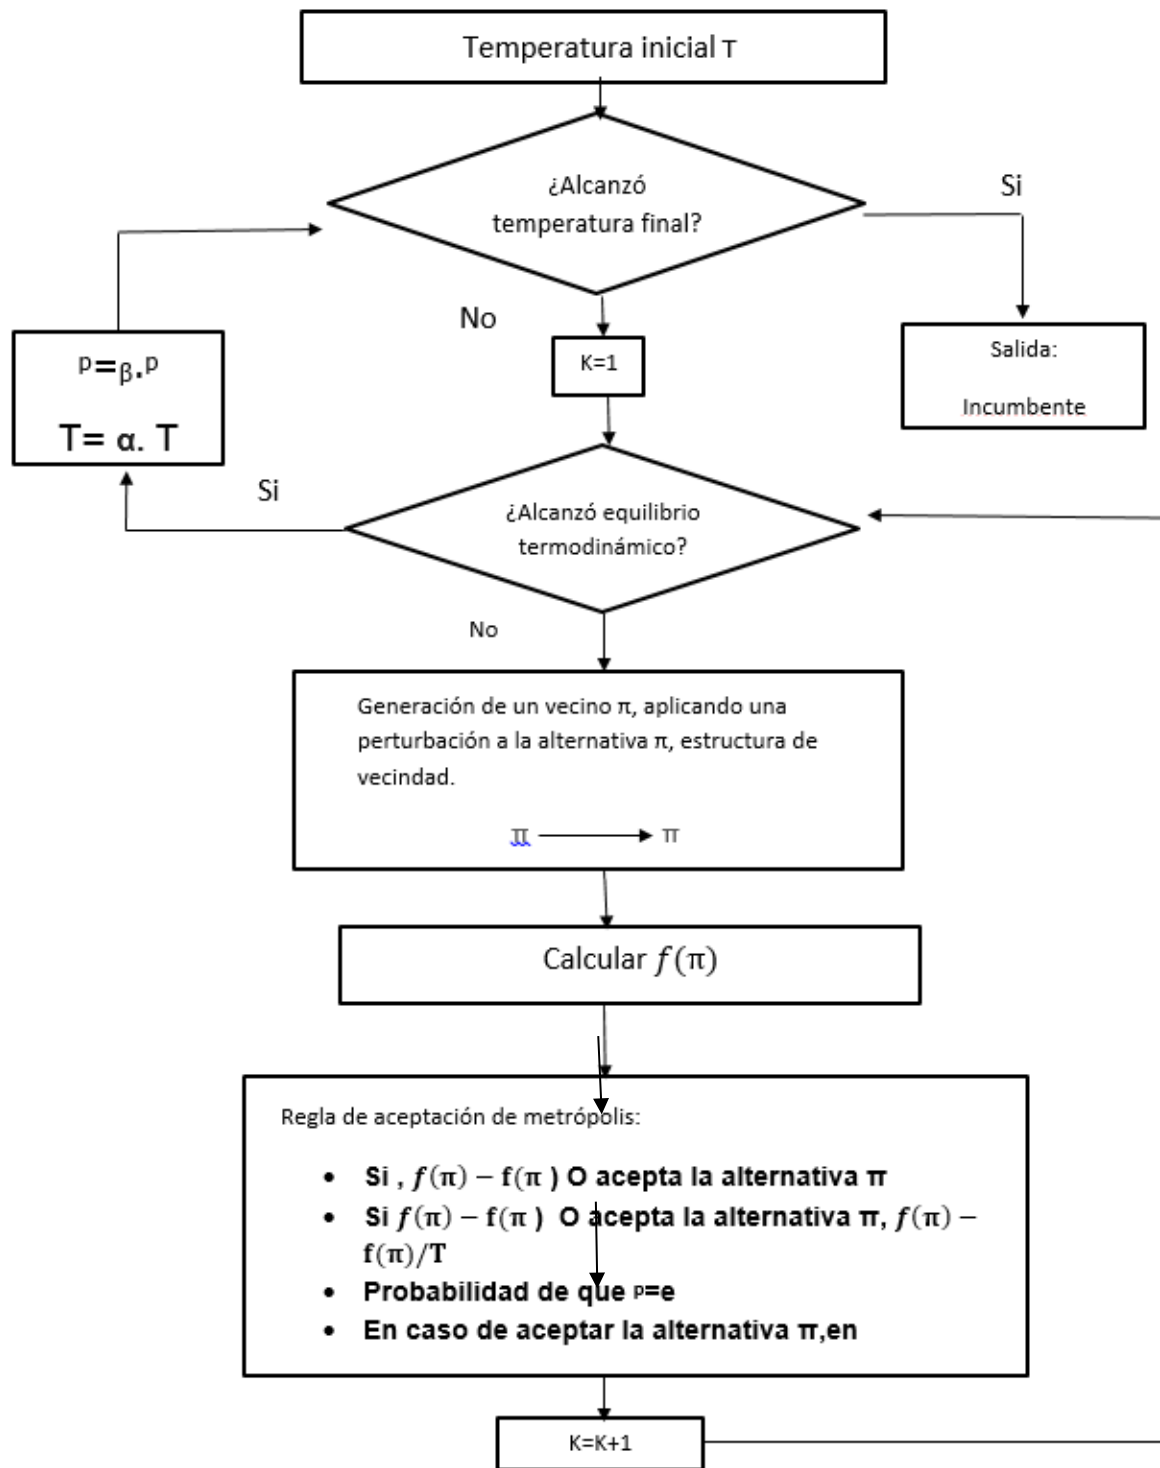 Temperatura inicial T
¿Alcanzó
temperatura final?
Si
No
K=1
Salida:
Incumbente
p=β.p
T= α. T
Si
¿Alcanzó equilibrio
termodinámico?
No
Generación de un vecino π, aplicando una
perturbación a la alternativa π, estructura de
vecindad.
π π
Calcular f(π)
Regla de aceptación de metrópolis:
• Si , f(π) − f(π ) O acepta la alternativa π
• Si f(π) − f(π ) O acepta la alternativa π, f(π) −
f(π)/T
• Probabilidad de que p=e
• En caso de aceptar la alternativa π,en
K=K+1